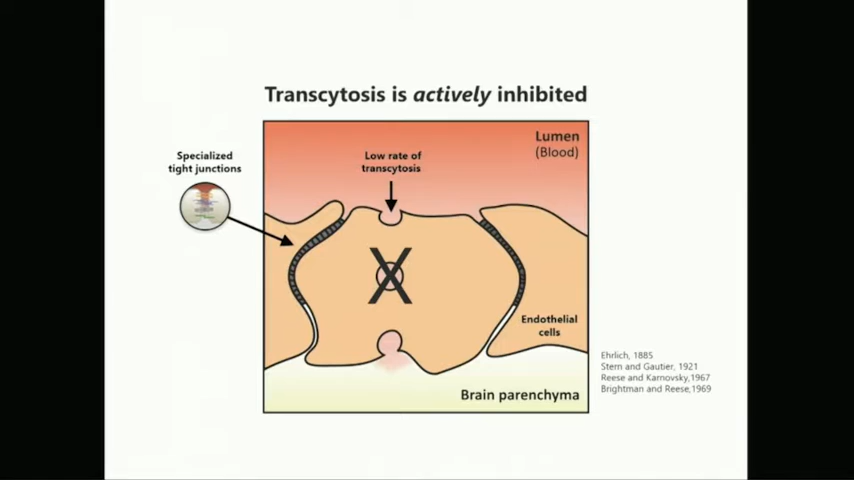 Transcytosis is actively inhibited
Lumen
(Blood)
Specialized
tight junctions
Low rate of
transcytosis
Endothelial
cells
Ehrlich, 1885
Stern and Gautier, 1921
Reese and Karnovsky,1967
Brightman and Reese,1969
Brain parenchyma